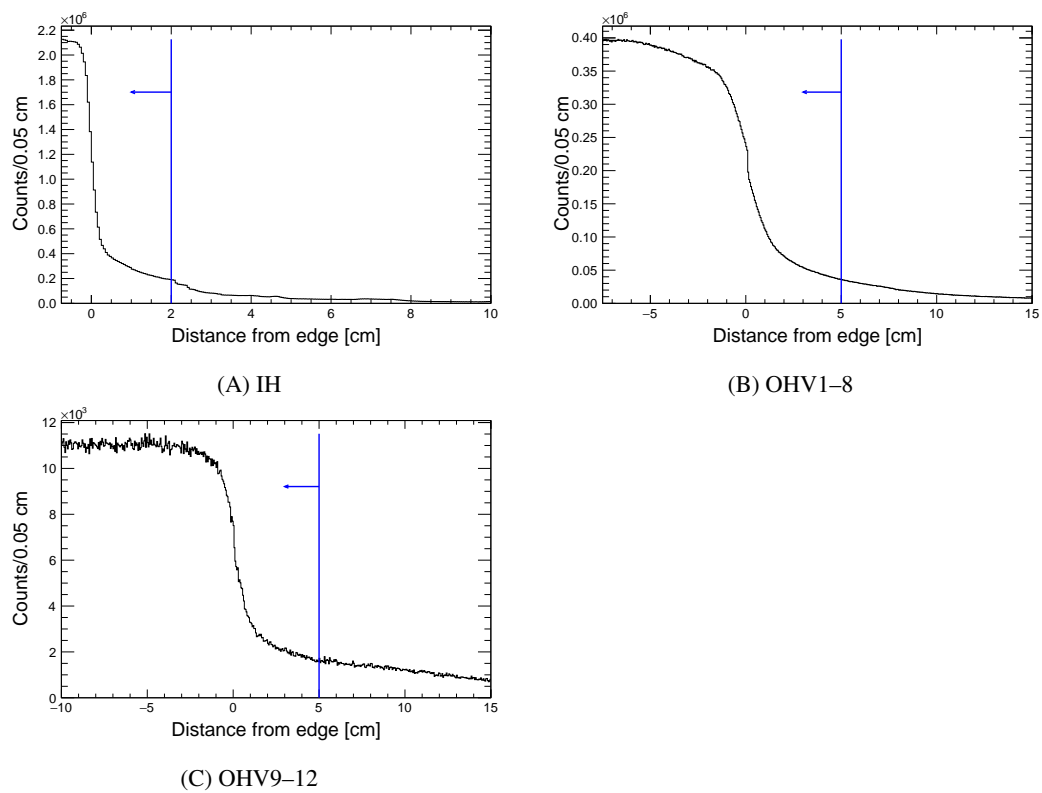 ×10⁶
2.2
2.0
1.8
1.6
1.4
1.2
1.0
0.8
0.6
0.4
0.2
0.0
Counts/0.05 cm
0 2 4 6 8 10
Distance from edge [cm]
(A) IH
×10⁶
0.40
0.30
0.20
0.10
0.05
0.00
Counts/0.05 cm
−5 0 5 10 15
Distance from edge [cm]
(B) OHV1–8
×10³
12
10
8
6
4
2
0
Counts/0.05 cm
−10 −5 0 5 10 15
Distance from edge [cm]
(C) OHV9–12